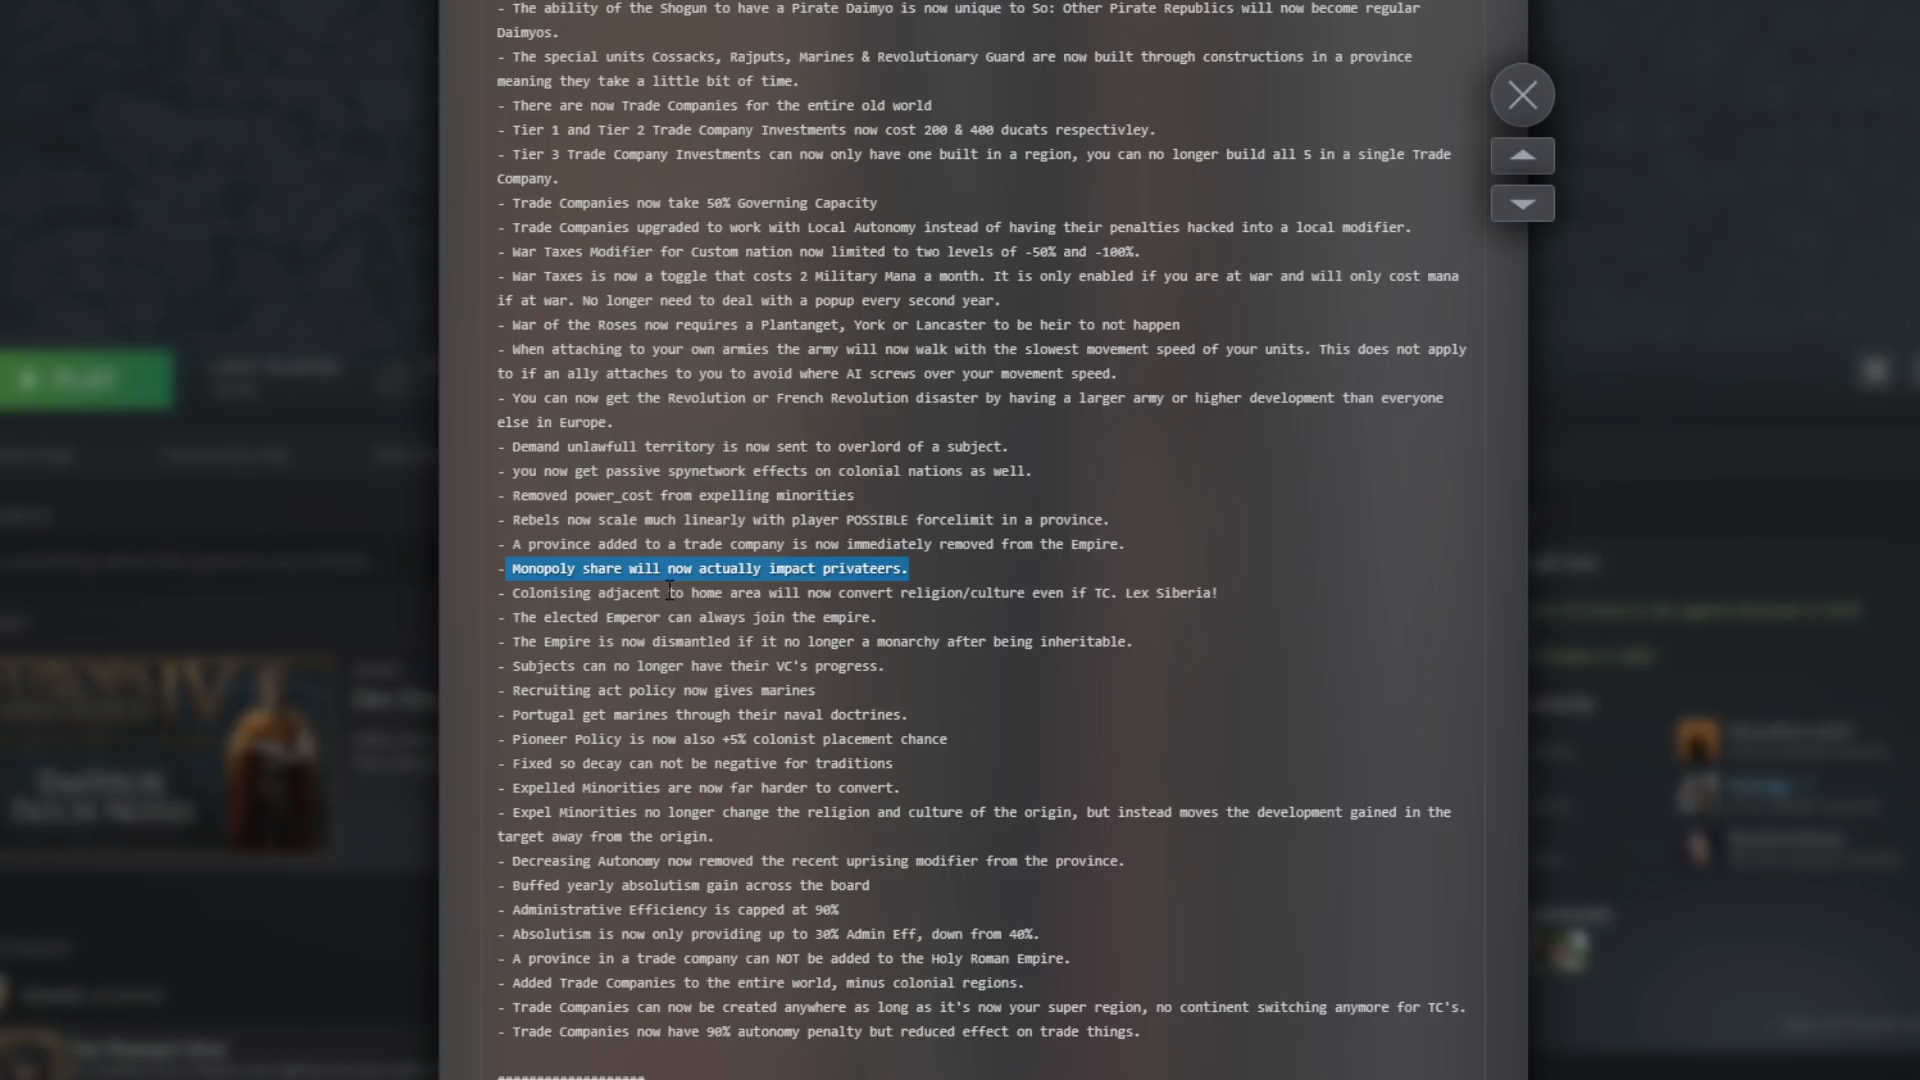 - The ability of the Shogun to have a Pirate Daimyo is now unique to So: Other Pirate Republics will now become regular
Daimyos.
- The special units Cossacks, Rajputs, Marines & Revolutionary Guard are now built through constructions in a province
meaning they take a little bit of time.
- There are now Trade Companies for the entire old world
- Tier 1 and Tier 2 Trade Company Investments now cost 200 & 400 ducats respectivley.
- Tier 3 Trade Company Investments can now only have one built in a region, you can no longer build all 5 in a single Trade
Company.
- Trade Companies now take 50% Governing Capacity
- Trade Companies upgraded to work with Local Autonomy instead of having their penalties hacked into a local modifier.
- War Taxes Modifier for Custom nation now limited to two levels of -50% and -100%.
- War Taxes is now a toggle that costs 2 Military Mana a month. It is only enabled if you are at war and will only cost mana
if at war. No longer need to deal with a popup every second year.
- War of the Roses now requires a Plantanget, York or Lancaster to be heir to not happen
- When attaching to your own armies the army will now walk with the slowest movement speed of your units. This does not apply
to if an ally attaches to you to avoid where AI screws over your movement speed.
- You can now get the Revolution or French Revolution disaster by having a larger army or higher development than everyone
else in Europe.
- Demand unlawfull territory is now sent to overlord of a subject.
- you now get passive spynetwork effects on colonial nations as well.
- Removed power_cost from expelling minorities
- Rebels now scale much linearly with player POSSIBLE forcelimit in a province.
- A province added to a trade company is now immediately removed from the Empire.
- Monopoly share will now actually impact privateers.
- Colonising adjacent to home area will now convert religion/culture even if TC. Lex Siberia!
- The elected Emperor can always join the empire.
- The Empire is now dismantled if it no longer a monarchy after being inheritable.
- Subjects can no longer have their VC's progress.
- Recruiting act policy now gives marines
- Portugal get marines through their naval doctrines.
- Pioneer Policy is now also +5% colonist placement chance
- Fixed so decay can not be negative for traditions
- Expelled Minorities are now far harder to convert.
- Expel Minorities no longer change the religion and culture of the origin, but instead moves the development gained in the
target away from the origin.
- Decreasing Autonomy now removed the recent uprising modifier from the province.
- Buffed yearly absolutism gain across the board
- Administrative Efficiency is capped at 90%
- Absolutism is now only providing up to 30% Admin Eff, down from 40%.
- A province in a trade company can NOT be added to the Holy Roman Empire.
- Added Trade Companies to the entire world, minus colonial regions.
- Trade Companies can now be created anywhere as long as it's now your super region, no continent switching anymore for TC's.
- Trade Companies now have 90% autonomy penalty but reduced effect on trade things.
PLAY